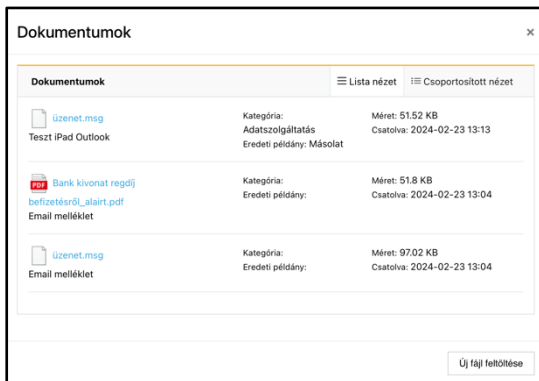 Dokumentumok
×
Dokumentumok
Lista nézet
Csoportosított nézet
üzenet.msg
Teszt iPad Outlook
Kategória:
Adatszolgáltatás
Eredeti példány: Másolat
Méret: 51.52 KB
Csatolva: 2024-02-23 13:13
PDF Bank kivonat regdíj
befizetésről_alairt.pdf
Email melléklet
Kategória:
Eredeti példány:
Méret: 51.8 KB
Csatolva: 2024-02-23 13:04
üzenet.msg
Email melléklet
Kategória:
Eredeti példány:
Méret: 97.02 KB
Csatolva: 2024-02-23 13:04
Új fájl feltöltése